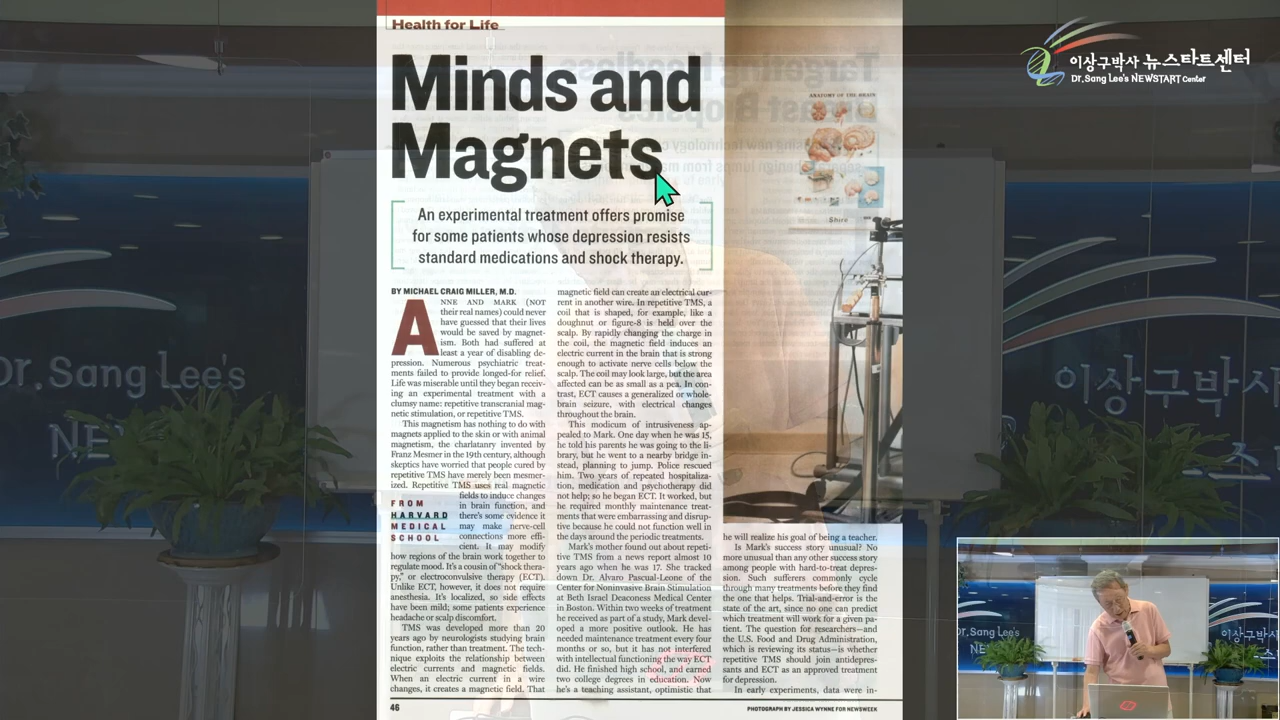 Health for Life
Minds and
Magnets
An experimental treatment offers promise
for some patients whose depression resists
standard medications and shock therapy.
BY MICHAEL CRAIG MILLER, M.D.
ANNE AND MARK (NOT
their real names) could never
have guessed that their lives
would be saved by magnet-
ism. Both had suffered at
least a year of disabling de-
pression. Numerous psychiatric treat-
ments failed to provide longed-for relief.
Life was miserable until they began receiv-
ing an experimental treatment with a
clumsy name: repetitive transcranial mag-
netic stimulation, or repetitive TMS.
This magnetism has nothing to do with
magnets applied to the skin or with animal
magnetism, the charlatanry invented by
Franz Mesmer in the 19th century, although
skeptics have worried that people cured by
repetitive TMS have merely been mesmer-
ized. Repetitive TMS uses real magnetic
fields to induce changes
in brain function, and
there's some evidence it
may make nerve-cell
connections more effi-
cient. It may modify
how regions of the brain work together to
regulate mood. It's a cousin of "shock thera-
py," or electroconvulsive therapy (ECT).
Unlike ECT, however, it does not require
anesthesia. It's localized, so side effects
have been mild; some patients experience
headache or scalp discomfort.
TMS was developed more than 20
years ago by neurologists studying brain
function, rather than treatment. The tech-
nique exploits the relationship between
electric currents and magnetic fields.
When an electric current in a wire
changes, it creates a magnetic field. That
FROM
HARVARD
MEDICAL
SCHOOL
magnetic field can create an electrical cur-
rent in another wire. In repetitive TMS, a
coil that is shaped, for example, like a
doughnut or figure-8 is held over the
scalp. By rapidly changing the charge in
the coil, the magnetic field induces an
electric current in the brain that is strong
enough to activate nerve cells below the
scalp. The coil may look large, but the area
affected can be as small as a pea. In con-
trast, ECT causes a generalized or whole-
brain seizure, with electrical changes
throughout the brain.
This modicum of intrusiveness ap-
pealed to Mark. One day when he was 15,
he told his parents he was going to the li-
brary, but he went to a nearby bridge in-
stead, planning to jump. Police rescued
him. Two years of repeated hospitaliza-
tion, medication and psychotherapy did
not help; so he began ECT. It worked, but
he required monthly maintenance treat-
ments that were embarrassing and disrup-
tive because he could not function well in
the days around the periodic treatments.
Mark's mother found out about repeti-
tive TMS from a news report almost 10
years ago when he was 17. She tracked
down Dr. Alvaro Pascual-Leone of the
Center for Noninvasive Brain Stimulation
at Beth Israel Deaconess Medical Center
in Boston. Within two weeks of treatment
he received as part of a study, Mark devel-
oped a more positive outlook. He has
needed maintenance treatment every four
months or so, but it has not interfered
with intellectual functioning the way ECT
did. He finished high school, and earned
two college degrees in education. Now
he's a teaching assistant, optimistic that
he will realize his goal of being a teacher.
Is Mark's success story unusual? No
more unusual than any other success story
among people with hard-to-treat depres-
sion. Such sufferers commonly cycle
through many treatments before they find
the one that helps. Trial-and-error is the
state of the art, since no one can predict
which treatment will work for a given pa-
tient. The question for researchers—and
the U.S. Food and Drug Administration,
which is reviewing its status—is whether
repetitive TMS should join antidepres-
sants and ECT as an approved treatment
for depression.
In early experiments, data were in-
46
PHOTOGRAPH BY JESSICA WYNNE FOR NEWSWEEK
ANATOMY OF THE BRAIN
Shire
이상구박사 뉴스타트센터
Dr. Sang Lee's NEWSTART Center
Dr. Sang Lee's
NE
이상구박사
Dr. Sang Lee's
이상구박사